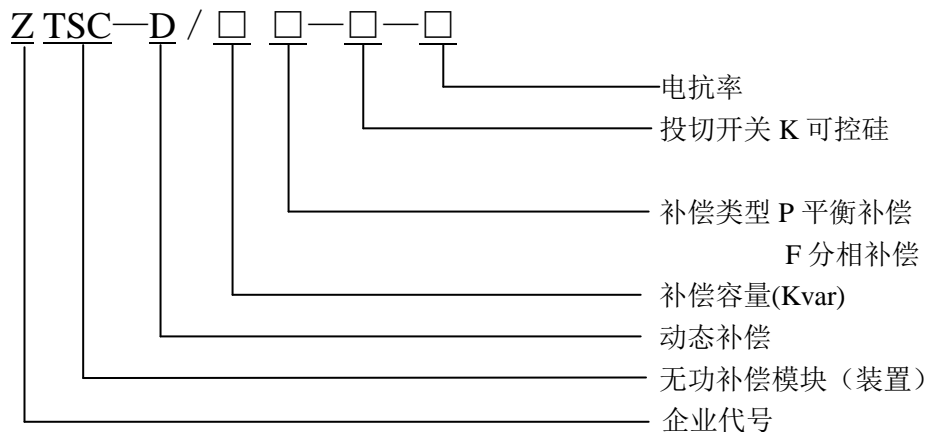 Z TSC—D / □ □—□—□
电抗率
投切开关 K 可控硅
补偿类型 P 平衡补偿
F 分相补偿
补偿容量(Kvar)
动态补偿
无功补偿模块（装置）
企业代号